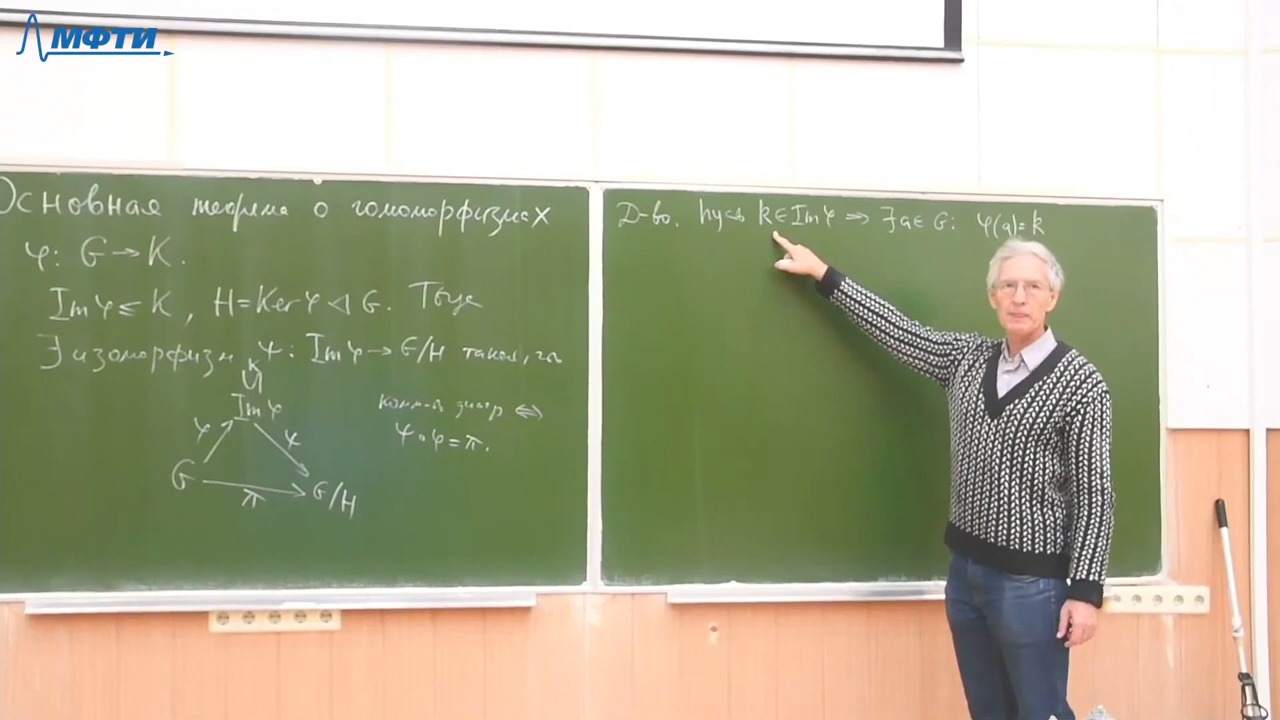 МФТИ
Основная теорема о гомоморфизмах
φ: G → K.
Im φ ≤ K, H = Ker φ ◁ G. Тогда
∃ изоморфизм ψ: Im φ → G/H такой, что
K
Im φ
φ ψ
G π G/H
комм-я диагр ⇔
ψ∘φ = π.
Д-во. Пусть k ∈ Im φ ⇒ ∃ a ∈ G: φ(a) = k